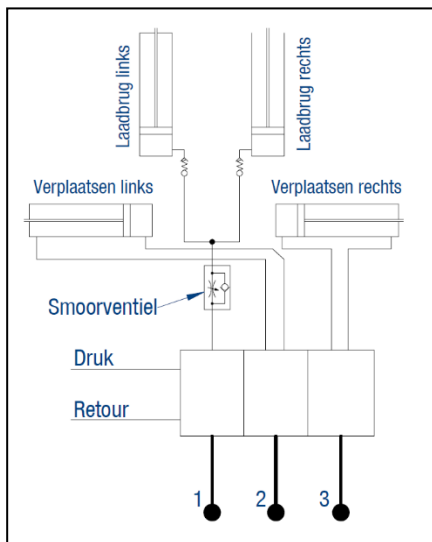 Laadbrug links
Laadbrug rechts
Verplaatsen links
Verplaatsen rechts
Smoorventiel
Druk
Retour
1
2
3